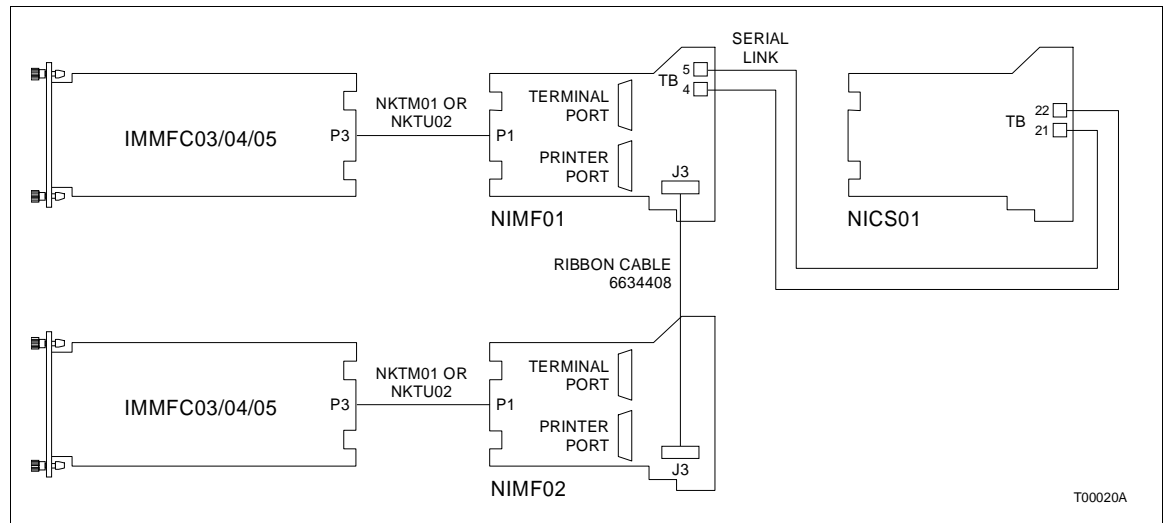 SERIAL
LINK
NKTM01 OR
NKTU02
IMMFC03/04/05
P3
P1
TERMINAL
PORT
PRINTER
PORT
TB
5
4
J3
NIMF01
TB
22
21
NICS01
RIBBON CABLE
6634408
NKTM01 OR
NKTU02
IMMFC03/04/05
P3
P1
TERMINAL
PORT
PRINTER
PORT
J3
NIMF02
T00020A